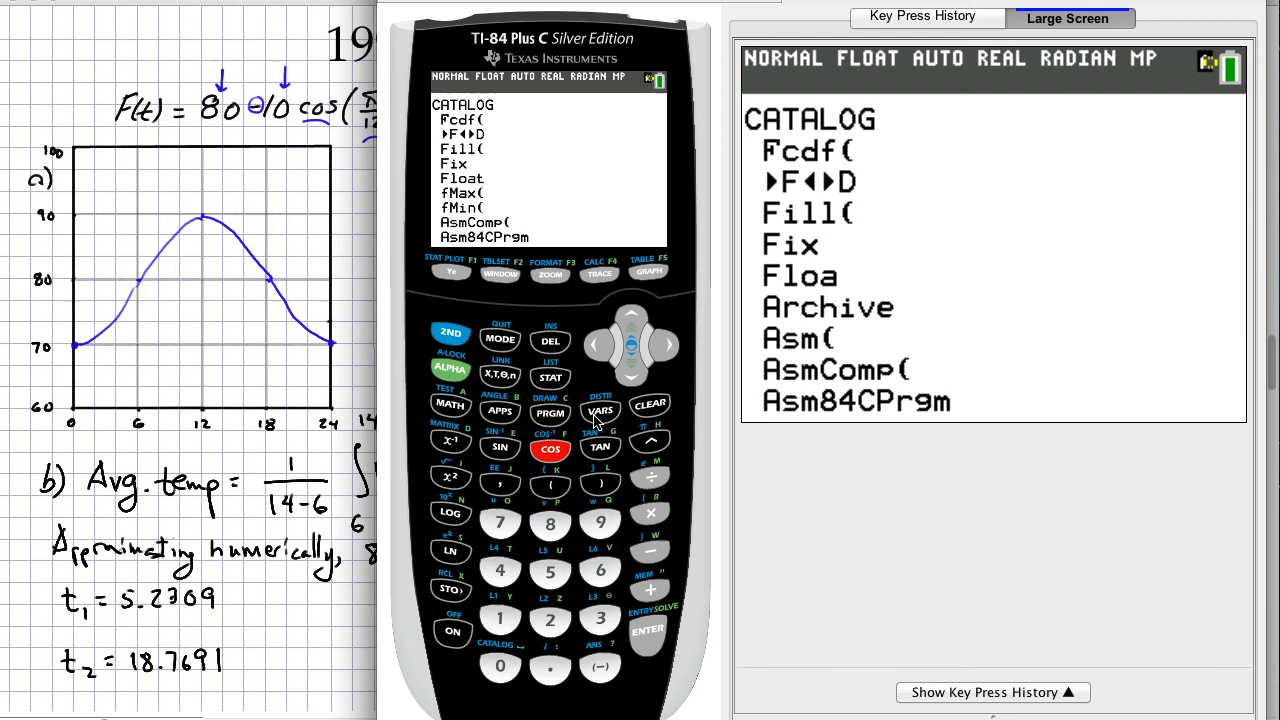 199
F(t) = 80 - 10 cos(π
12
100
a)
90
80
70
60
0 6 12 18 24 14
b) Avg. temp = 1
14-6
∫
6
Approximating numerically, 8
t1 = 5.2309
t2 = 18.7691
TI-84 Plus C Silver Edition
TEXAS INSTRUMENTS
NORMAL FLOAT AUTO REAL RADIAN MP
CATALOG
Fcdf(
►F◄►D
Fill(
Fix
Float
fMax(
fMin(
AsmComp(
Asm84CPrgm
STAT PLOT F1 TBLSET F2 FORMAT F3 CALC F4 TABLE F5
Y= WINDOW ZOOM TRACE GRAPH
QUIT INS
2ND MODE DEL
A-LOCK LINK LIST
ALPHA X,T,Θ,n STAT
TEST A ANGLE B DRAW C DISTR
MATH APPS PRGM VARS CLEAR
MATRIX D SIN⁻¹ E COS⁻¹ F TAN G π H
x⁻¹ SIN COS TAN ^
√ I EE J { K } L e M
x² , ( ) ÷
10ˣ N u O v P w Q [ R
LOG 7 8 9 ×
eˣ S L4 T L5 U L6 V ] W
LN 4 5 6 −
RCL X L1 Y L2 Z L3 Θ MEM "
STO› 1 2 3 +
OFF CATALOG ⎵ i : ANS ? ENTRY SOLVE
ON 0 . (−) ENTER
Key Press History Large Screen
NORMAL FLOAT AUTO REAL RADIAN MP
CATALOG
Fcdf(
►F◄►D
Fill(
Fix
Floa
Archive
Asm(
AsmComp(
Asm84CPrgm
Show Key Press History ▲